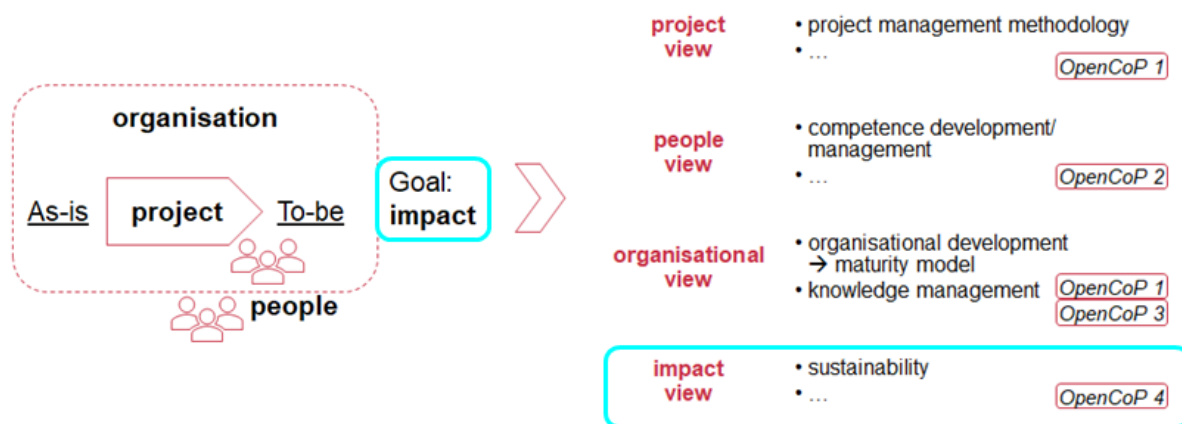 organisation
As-is
project
To-be
people
Goal:
impact
project
view
• project management methodology
• …
OpenCoP 1
people
view
• competence development/
management
• …
OpenCoP 2
organisational
view
• organisational development
→ maturity model
• knowledge management
OpenCoP 1
OpenCoP 3
impact
view
• sustainability
• …
OpenCoP 4